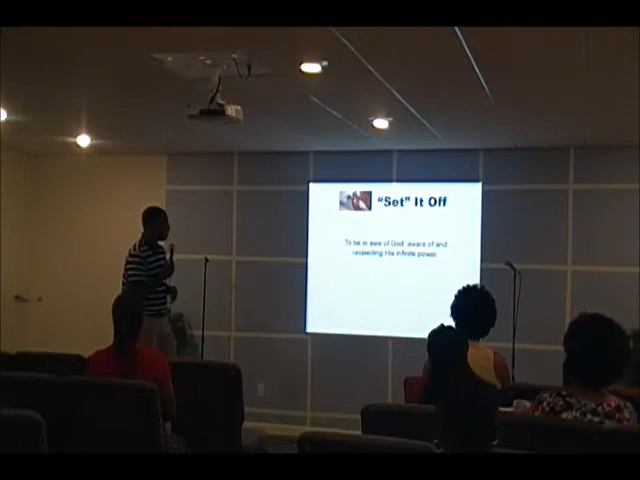 "Set" It Off
To be in awe of God, aware of and
respecting His infinite power.